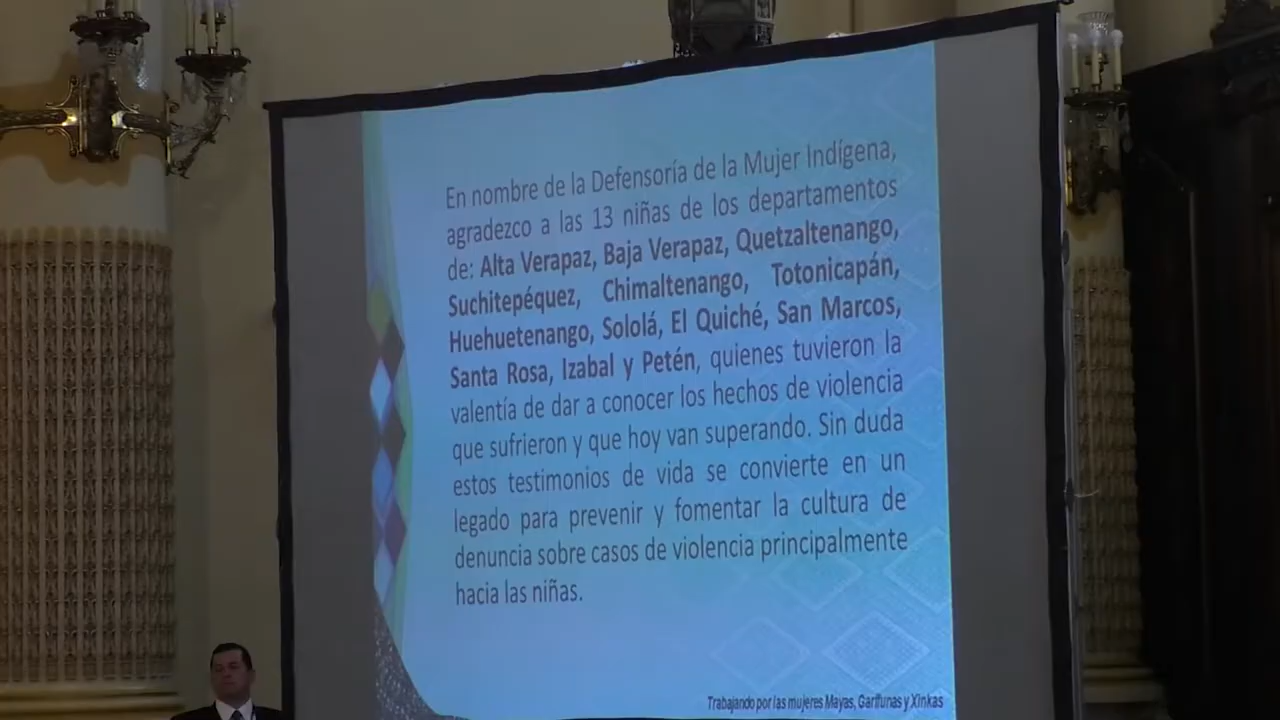 En nombre de la Defensoría de la Mujer Indígena,
agradezco a las 13 niñas de los departamentos
de: Alta Verapaz, Baja Verapaz, Quetzaltenango,
Suchitepéquez, Chimaltenango, Totonicapán,
Huehuetenango, Sololá, El Quiché, San Marcos,
Santa Rosa, Izabal y Petén, quienes tuvieron la
valentía de dar a conocer los hechos de violencia
que sufrieron y que hoy van superando. Sin duda
estos testimonios de vida se convierte en un
legado para prevenir y fomentar la cultura de
denuncia sobre casos de violencia principalmente
hacia las niñas.
Trabajando por las mujeres Mayas, Garífunas y Xinkas